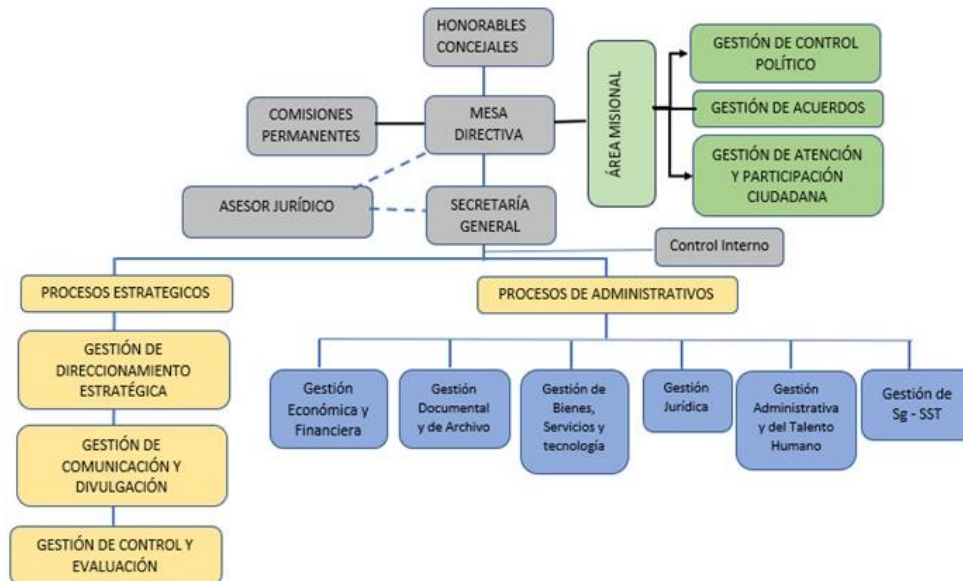 HONORABLES
CONCEJALES
COMISIONES
PERMANENTES
MESA
DIRECTIVA
ÁREA MISIONAL
GESTIÓN DE CONTROL
POLÍTICO
GESTIÓN DE ACUERDOS
GESTIÓN DE ATENCIÓN
Y PARTICIPACIÓN
CIUDADANA
ASESOR JURÍDICO
SECRETARÍA
GENERAL
Control Interno
PROCESOS ESTRATEGICOS
GESTIÓN DE
DIRECCIONAMIENTO
ESTRATÉGICA
GESTIÓN DE
COMUNICACIÓN Y
DIVULGACIÓN
GESTIÓN DE CONTROL Y
EVALUACIÓN
PROCESOS DE ADMINISTRATIVOS
Gestión
Económica y
Financiera
Gestión
Documental
y de Archivo
Gestión de
Bienes,
Servicios y
tecnología
Gestión
Jurídica
Gestión
Administrativa
y del Talento
Humano
Gestión de
Sg - SST